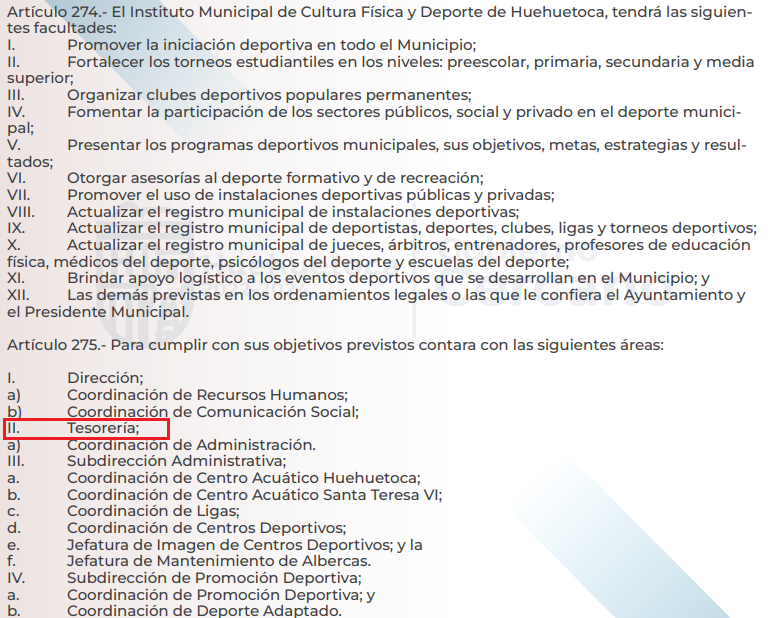 Artículo 274.- El Instituto Municipal de Cultura Física y Deporte de Huehuetoca, tendrá las siguien-
tes facultades:
I. Promover la iniciación deportiva en todo el Municipio;
II. Fortalecer los torneos estudiantiles en los niveles: preescolar, primaria, secundaria y media
superior;
III. Organizar clubes deportivos populares permanentes;
IV. Fomentar la participación de los sectores públicos, social y privado en el deporte munici-
pal;
V. Presentar los programas deportivos municipales, sus objetivos, metas, estrategias y resul-
tados;
VI. Otorgar asesorías al deporte formativo y de recreación;
VII. Promover el uso de instalaciones deportivas públicas y privadas;
VIII. Actualizar el registro municipal de instalaciones deportivas;
IX. Actualizar el registro municipal de deportistas, deportes, clubes, ligas y torneos deportivos;
X. Actualizar el registro municipal de jueces, árbitros, entrenadores, profesores de educación
física, médicos del deporte, psicólogos del deporte y escuelas del deporte;
XI. Brindar apoyo logístico a los eventos deportivos que se desarrollan en el Municipio; y
XII. Las demás previstas en los ordenamientos legales o las que le confiera el Ayuntamiento y
el Presidente Municipal.
Artículo 275.- Para cumplir con sus objetivos previstos contara con las siguientes áreas:
I. Dirección;
a) Coordinación de Recursos Humanos;
b) Coordinación de Comunicación Social;
II. Tesorería;
a) Coordinación de Administración.
III. Subdirección Administrativa;
a. Coordinación de Centro Acuático Huehuetoca;
b. Coordinación de Centro Acuático Santa Teresa VI;
c. Coordinación de Ligas;
d. Coordinación de Centros Deportivos;
e. Jefatura de Imagen de Centros Deportivos; y la
f. Jefatura de Mantenimiento de Albercas.
IV. Subdirección de Promoción Deportiva;
a. Coordinación de Promoción Deportiva; y
b. Coordinación de Deporte Adaptado.